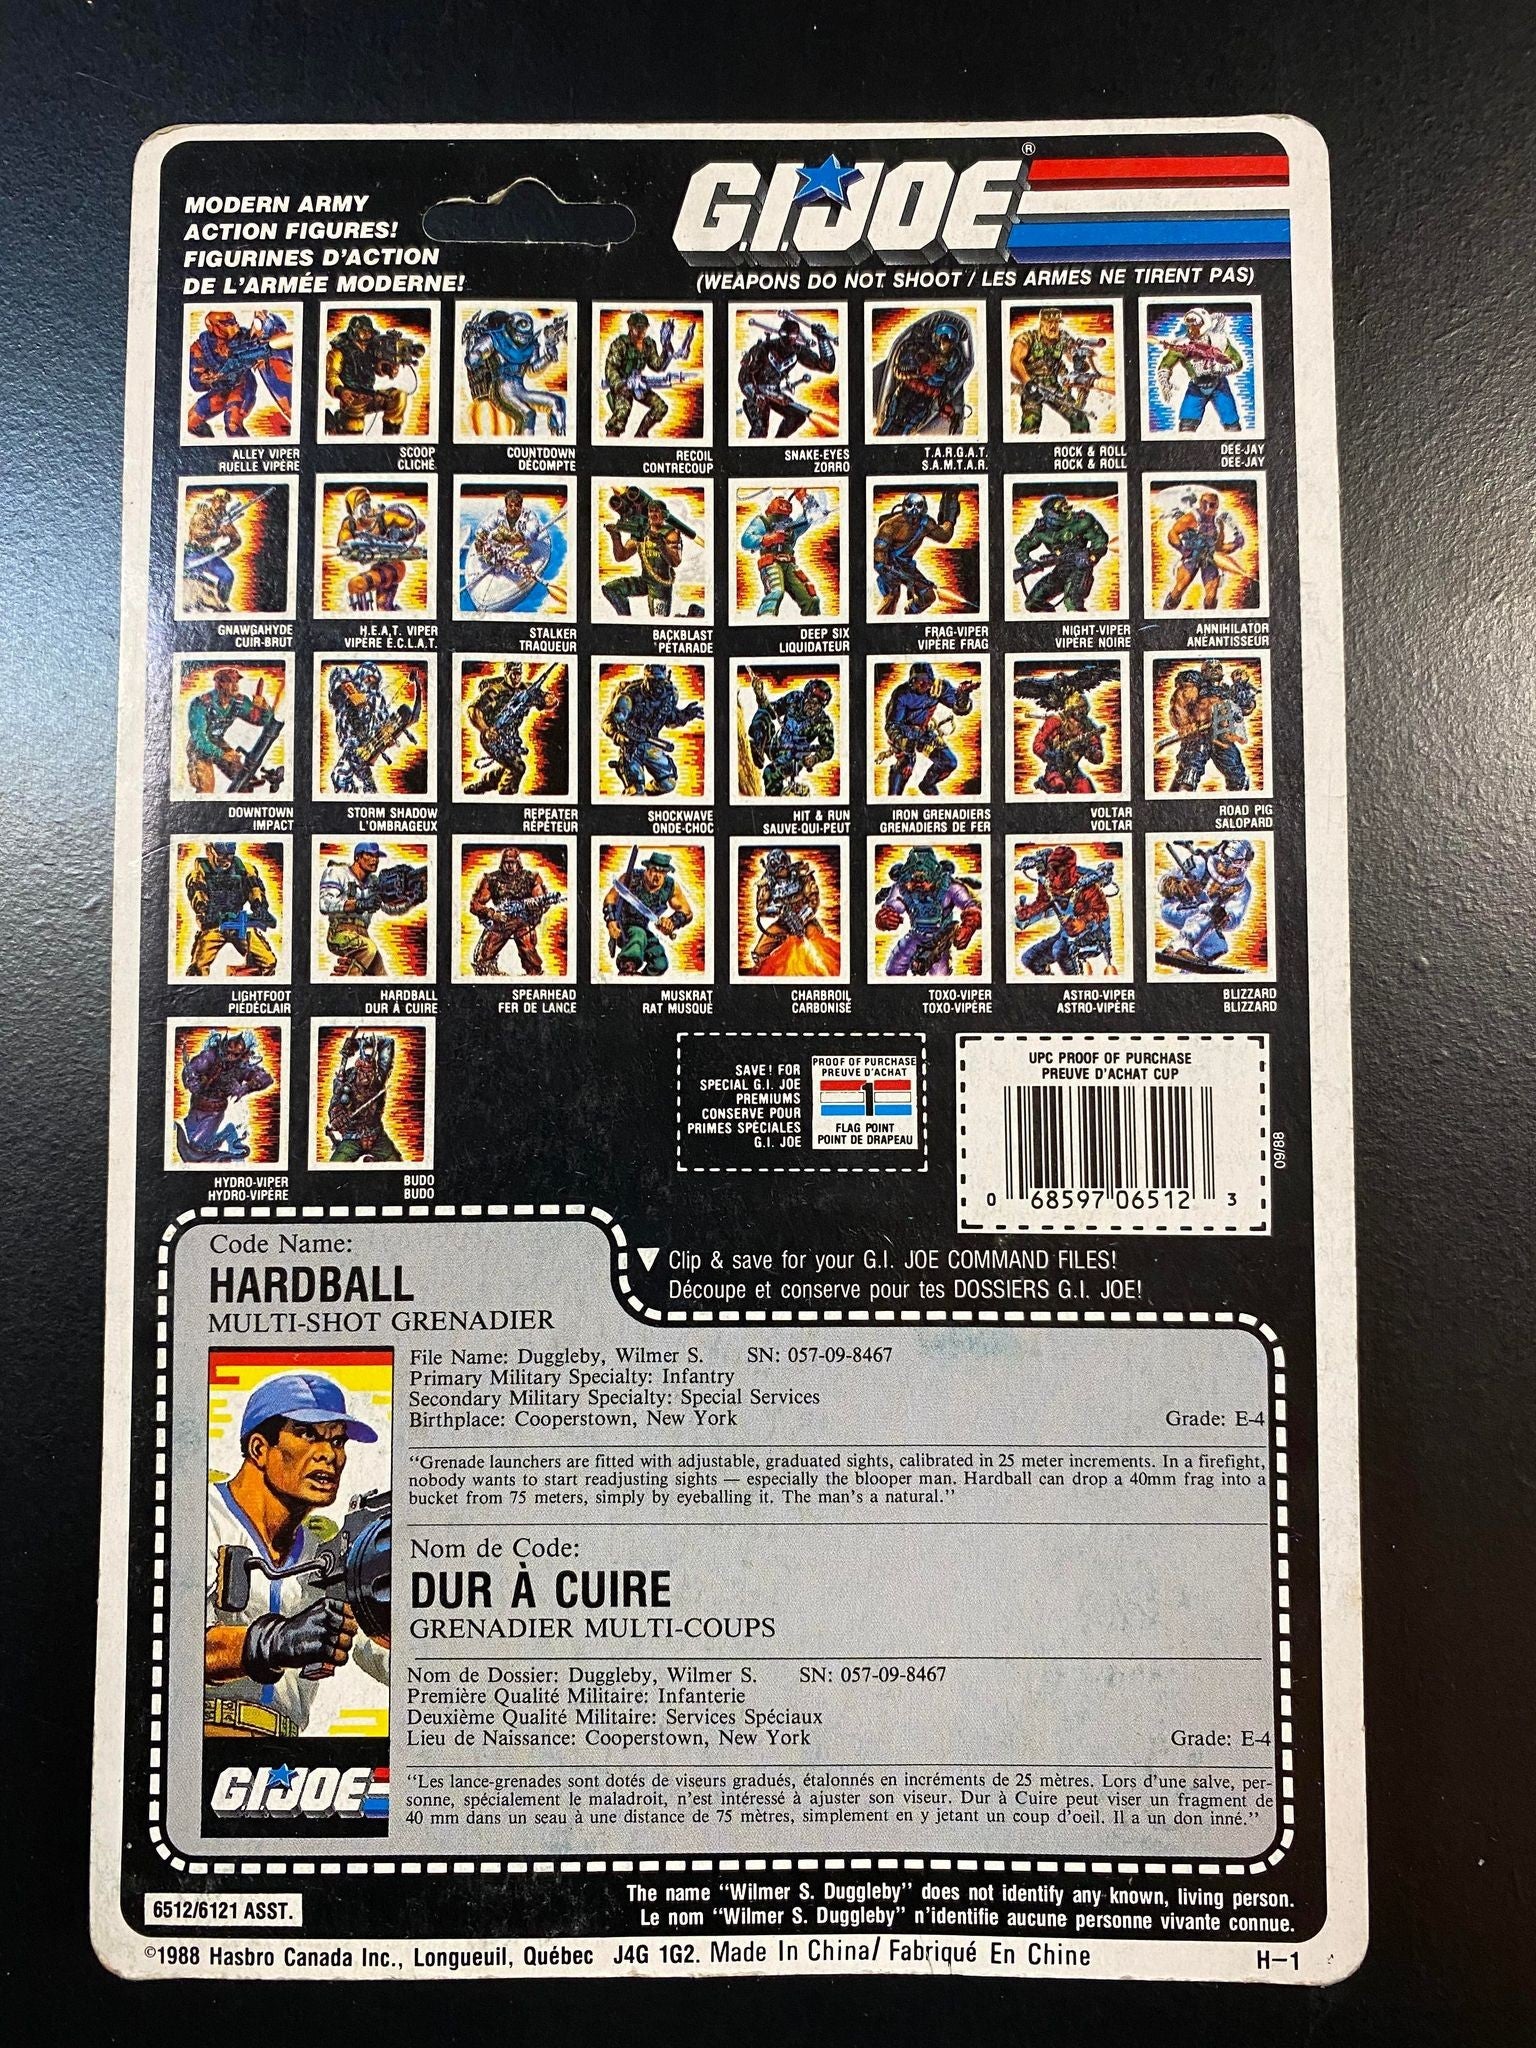 MODERN ARMY
ACTION FIGURES!
FIGURINES D'ACTION
DE L'ARMÉE MODERNE!
G.I. JOE®
(WEAPONS DO NOT SHOOT / LES ARMES NE TIRENT PAS)
ALLEY VIPER
RUELLE VIPÈRE
SCOOP
CLICHÉ
COUNTDOWN
DÉCOMPTE
RECOIL
CONTRECOUP
SNAKE-EYES
ZORRO
T.A.R.G.A.T.
S.A.M.T.A.R.
ROCK & ROLL
ROCK & ROLL
DEE-JAY
DEE-JAY
GNAWGAHYDE
CUIR-BRUT
H.E.A.T. VIPER
VIPÈRE É.C.L.A.T.
STALKER
TRAQUEUR
BACKBLAST
PÉTARADE
DEEP SIX
LIQUIDATEUR
FRAG-VIPER
VIPÈRE FRAG
NIGHT-VIPER
VIPÈRE NOIRE
ANNIHILATOR
ANÉANTISSEUR
DOWNTOWN
IMPACT
STORM SHADOW
L'OMBRAGEUX
REPEATER
RÉPÉTEUR
SHOCKWAVE
ONDE-CHOC
HIT & RUN
SAUVE-QUI-PEUT
IRON GRENADIERS
GRENADIERS DE FER
VOLTAR
VOLTAR
ROAD PIG
SALOPARD
LIGHTFOOT
PIEDÉCLAIR
HARDBALL
DUR À CUIRE
SPEARHEAD
FER DE LANCE
MUSKRAT
RAT MUSQUÉ
CHARBROIL
CARBONISÉ
TOXO-VIPER
TOXO-VIPÈRE
ASTRO-VIPER
ASTRO-VIPÈRE
BLIZZARD
BLIZZARD
HYDRO-VIPER
HYDRO-VIPÈRE
BUDO
BUDO
SAVE! FOR
SPECIAL G.I. JOE
PREMIUMS
CONSERVE POUR
PRIMES SPÉCIALES
G.I. JOE
PROOF OF PURCHASE
PREUVE D'ACHAT
1
FLAG POINT
POINT DE DRAPEAU
UPC PROOF OF PURCHASE
PREUVE D'ACHAT CUP
0 68597 06512 3
09/88
Clip & save for your G.I. JOE COMMAND FILES!
Découpe et conserve pour tes DOSSIERS G.I. JOE!
Code Name:
HARDBALL
MULTI-SHOT GRENADIER
File Name: Duggleby, Wilmer S. SN: 057-09-8467
Primary Military Specialty: Infantry
Secondary Military Specialty: Special Services
Birthplace: Cooperstown, New York Grade: E-4
"Grenade launchers are fitted with adjustable, graduated sights, calibrated in 25 meter increments. In a firefight,
nobody wants to start readjusting sights — especially the blooper man. Hardball can drop a 40mm frag into a
bucket from 75 meters, simply by eyeballing it. The man's a natural."
Nom de Code:
DUR À CUIRE
GRENADIER MULTI-COUPS
Nom de Dossier: Duggleby, Wilmer S. SN: 057-09-8467
Première Qualité Militaire: Infanterie
Deuxième Qualité Militaire: Services Spéciaux
Lieu de Naissance: Cooperstown, New York Grade: E-4
"Les lance-grenades sont dotés de viseurs gradués, étalonnés en incréments de 25 mètres. Lors d'une salve, per-
sonne, spécialement le maladroit, n'est intéressé à ajuster son viseur. Dur à Cuire peut viser un fragment de
40 mm dans un seau à une distance de 75 mètres, simplement en y jetant un coup d'oeil. Il a un don inné."
G.I. JOE
The name "Wilmer S. Duggleby" does not identify any known, living person.
Le nom "Wilmer S. Duggleby" n'identifie aucune personne vivante connue.
6512/6121 ASST.
©1988 Hasbro Canada Inc., Longueuil, Québec J4G 1G2. Made In China/ Fabriqué En Chine
H-1